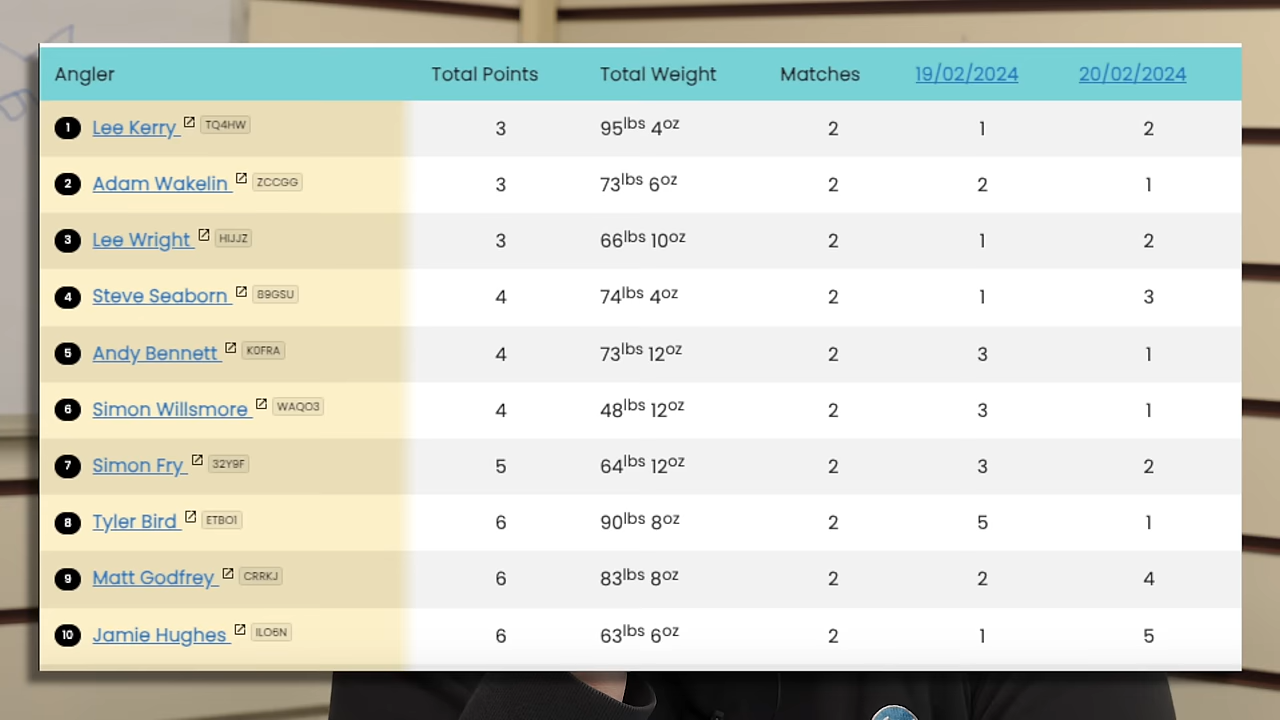 Angler Total Points Total Weight Matches 19/02/2024 20/02/2024
1 Lee Kerry TQ4HW 3 95lbs 4oz 2 1 2
2 Adam Wakelin ZCCGG 3 73lbs 6oz 2 2 1
3 Lee Wright HIJJZ 3 66lbs 10oz 2 1 2
4 Steve Seaborn 89GSU 4 74lbs 4oz 2 1 3
5 Andy Bennett K0FRA 4 73lbs 12oz 2 3 1
6 Simon Willsmore WAQO3 4 48lbs 12oz 2 3 1
7 Simon Fry 32Y9F 5 64lbs 12oz 2 3 2
8 Tyler Bird ETBO1 6 90lbs 8oz 2 5 1
9 Matt Godfrey CRRKJ 6 83lbs 8oz 2 2 4
10 Jamie Hughes ILO6N 6 63lbs 6oz 2 1 5